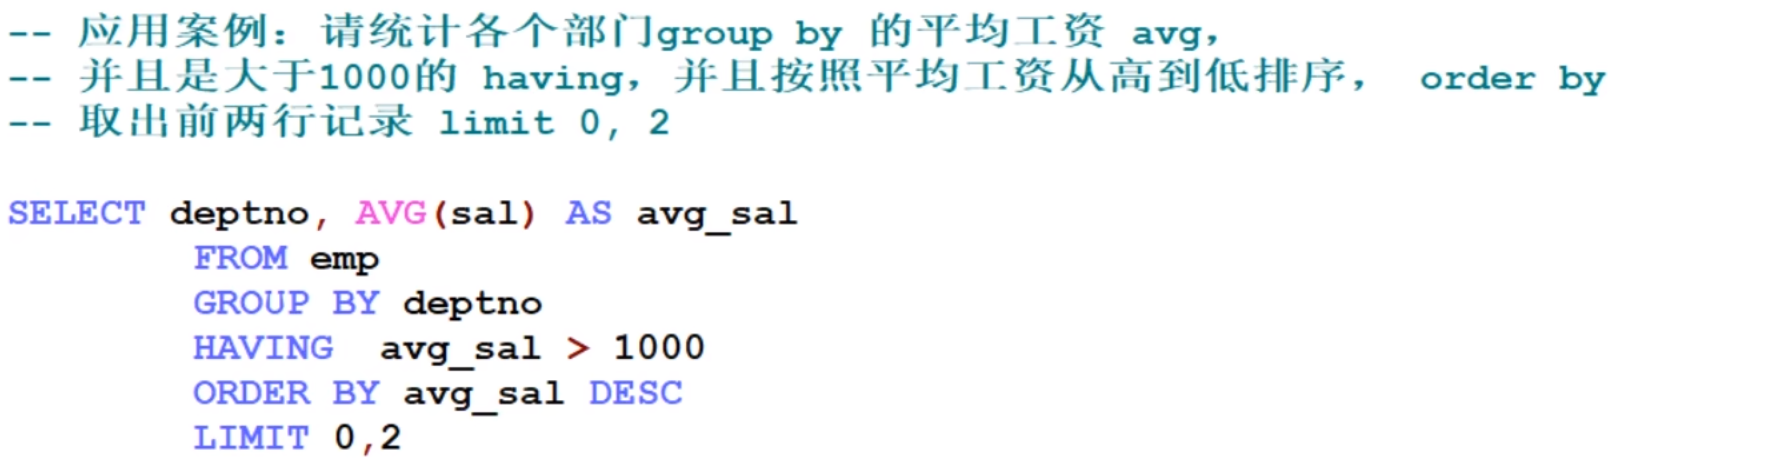 -- 应用案例：请统计各个部门group by 的平均工资 avg，
-- 并且是大于1000的 having，并且按照平均工资从高到低排序， order by
-- 取出前两行记录 limit 0, 2
SELECT deptno, AVG(sal) AS avg_sal
FROM emp
GROUP BY deptno
HAVING  avg_sal > 1000
ORDER BY avg_sal DESC
LIMIT 0,2